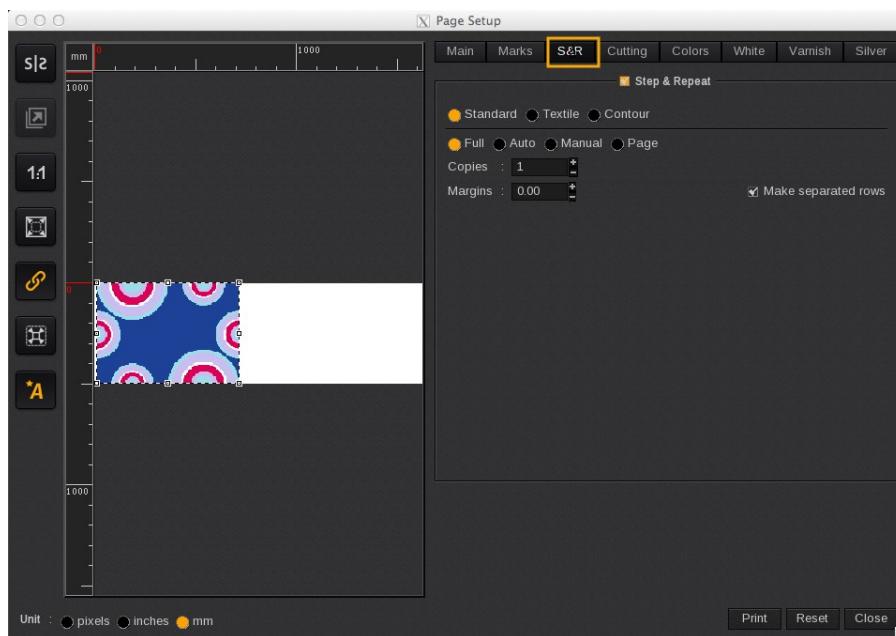 Page Setup
Main Marks S&R Cutting Colors White Varnish Silver
mm 0 1000
Step & Repeat
1000
Standard Textile Contour
Full Auto Manual Page
Copies : 1
Margins : 0.00 Make separated rows
S|S
1:1
0
A
1000
Unit : pixels inches mm
Print Reset Close